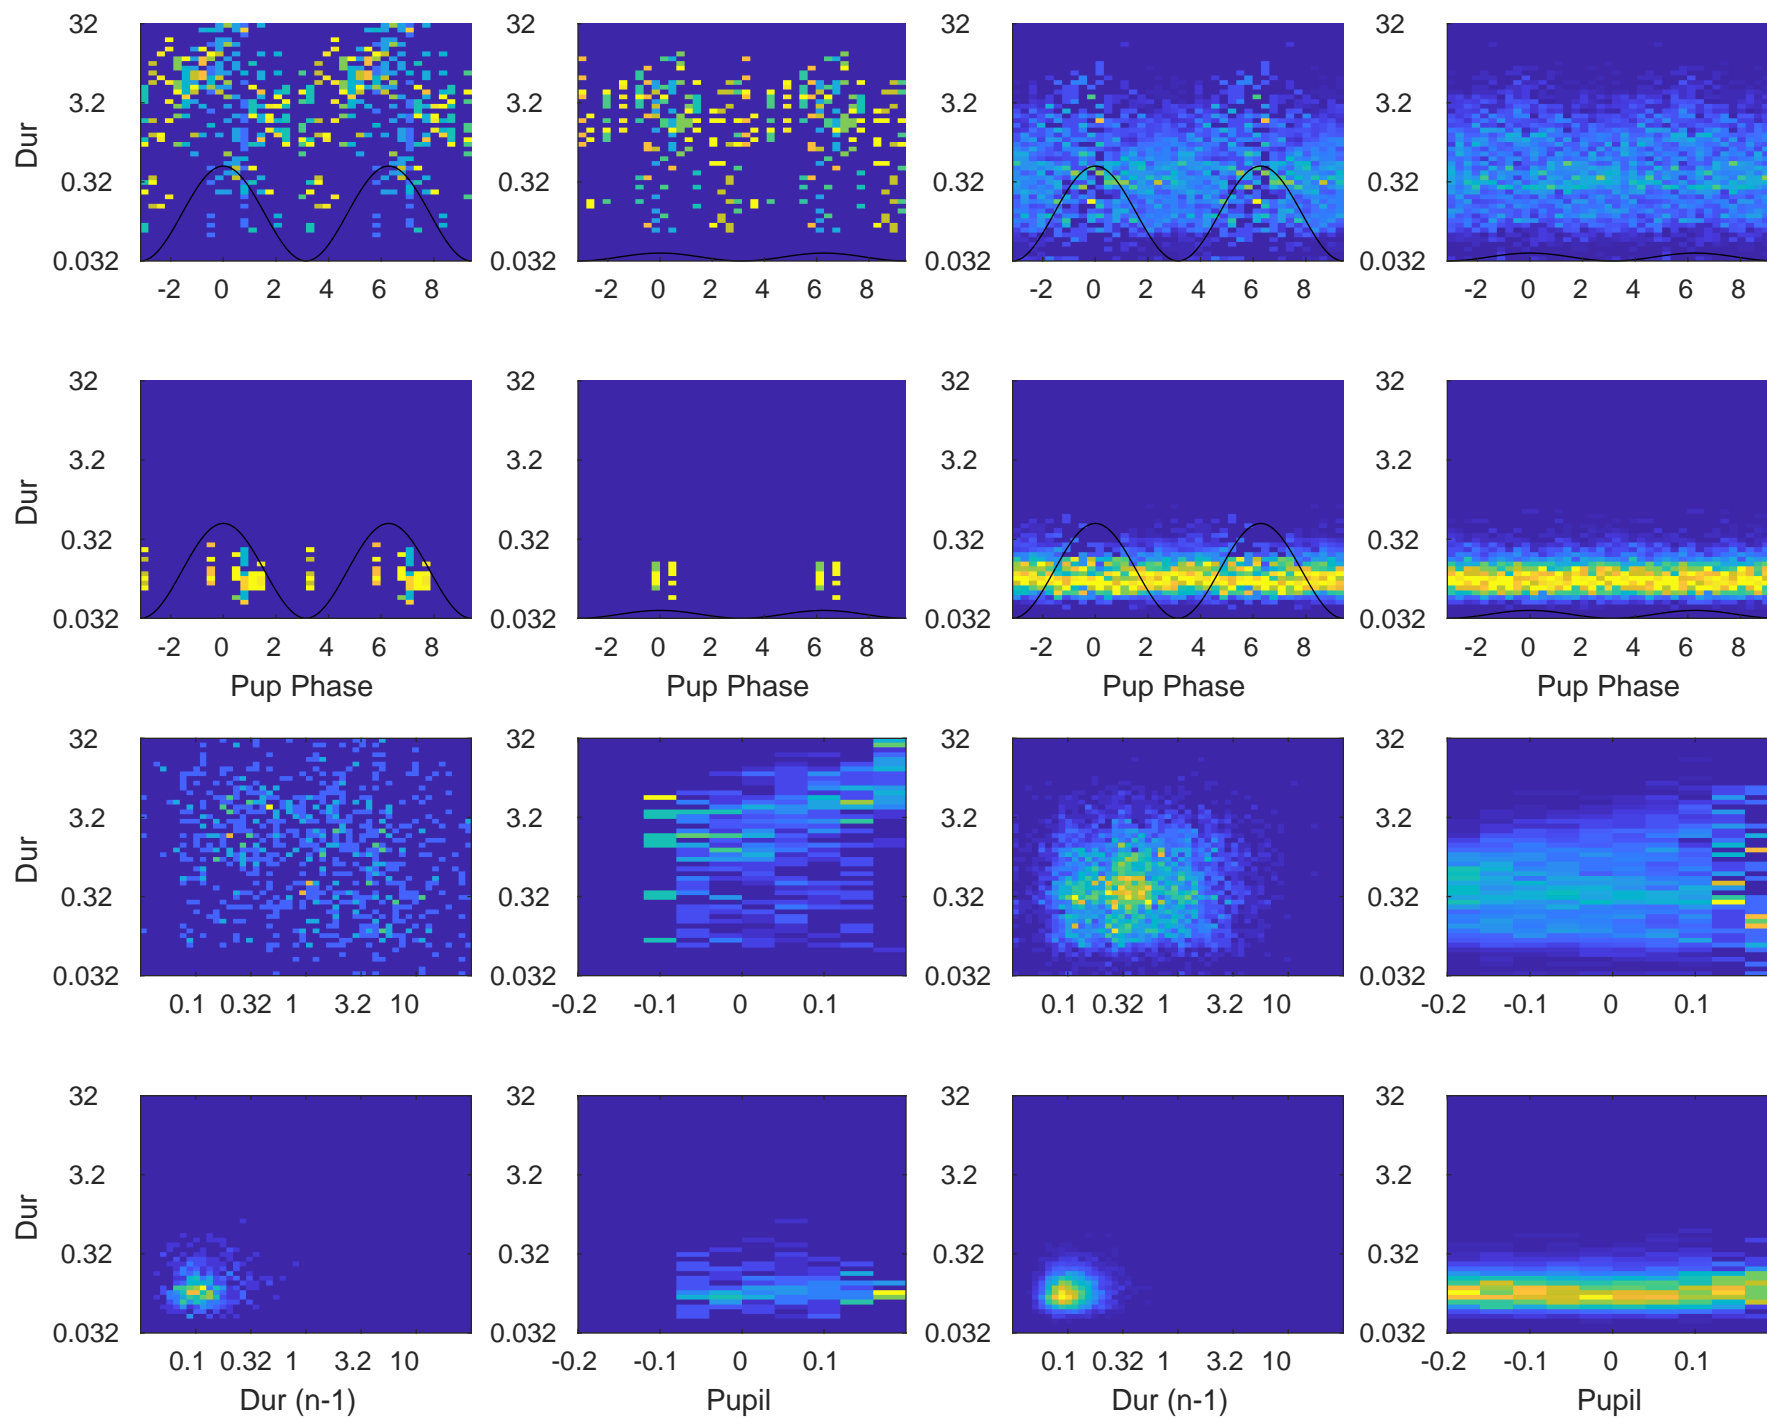 32 32 32 32
3.2 3.2 3.2 3.2
Dur
0.32 0.32 0.32 0.32
0.032 0.032 0.032 0.032
-2 0 2 4 6 8 -2 0 2 4 6 8 -2 0 2 4 6 8 -2 0 2 4 6 8
32 32 32 32
3.2 3.2 3.2 3.2
Dur
0.32 0.32 0.32 0.32
0.032 0.032 0.032 0.032
-2 0 2 4 6 8 -2 0 2 4 6 8 -2 0 2 4 6 8 -2 0 2 4 6 8
Pup Phase Pup Phase Pup Phase Pup Phase
32 32 32 32
3.2 3.2 3.2 3.2
Dur
0.32 0.32 0.32 0.32
0.032 0.032 0.032 0.032
0.1 0.32 1 3.2 10 -0.2 -0.1 0 0.1 0.1 0.32 1 3.2 10 -0.2 -0.1 0 0.1
32 32 32 32
3.2 3.2 3.2 3.2
Dur
0.32 0.32 0.32 0.32
0.032 0.032 0.032 0.032
0.1 0.32 1 3.2 10 -0.2 -0.1 0 0.1 0.1 0.32 1 3.2 10 -0.2 -0.1 0 0.1
Dur (n-1) Pupil Dur (n-1) Pupil